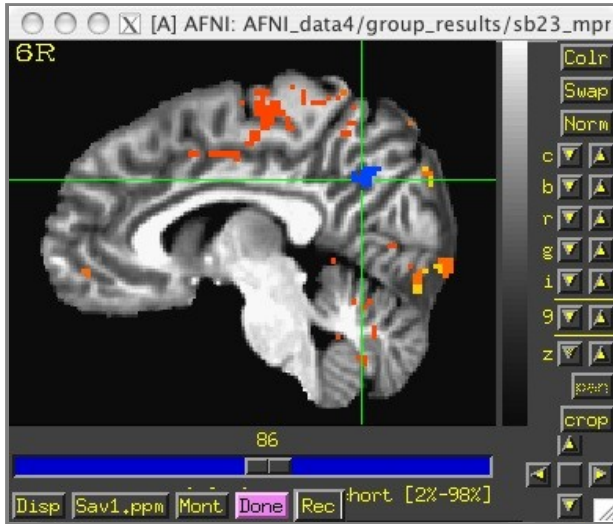 X [A] AFNI: AFNI_data4/group_results/sb23_mpr
6R
Colr
Swap
Norm
c
b
r
g
i
9
z
pan
crop
86
hort [2%-98%]
Disp Sav1.ppm Mont Done Rec